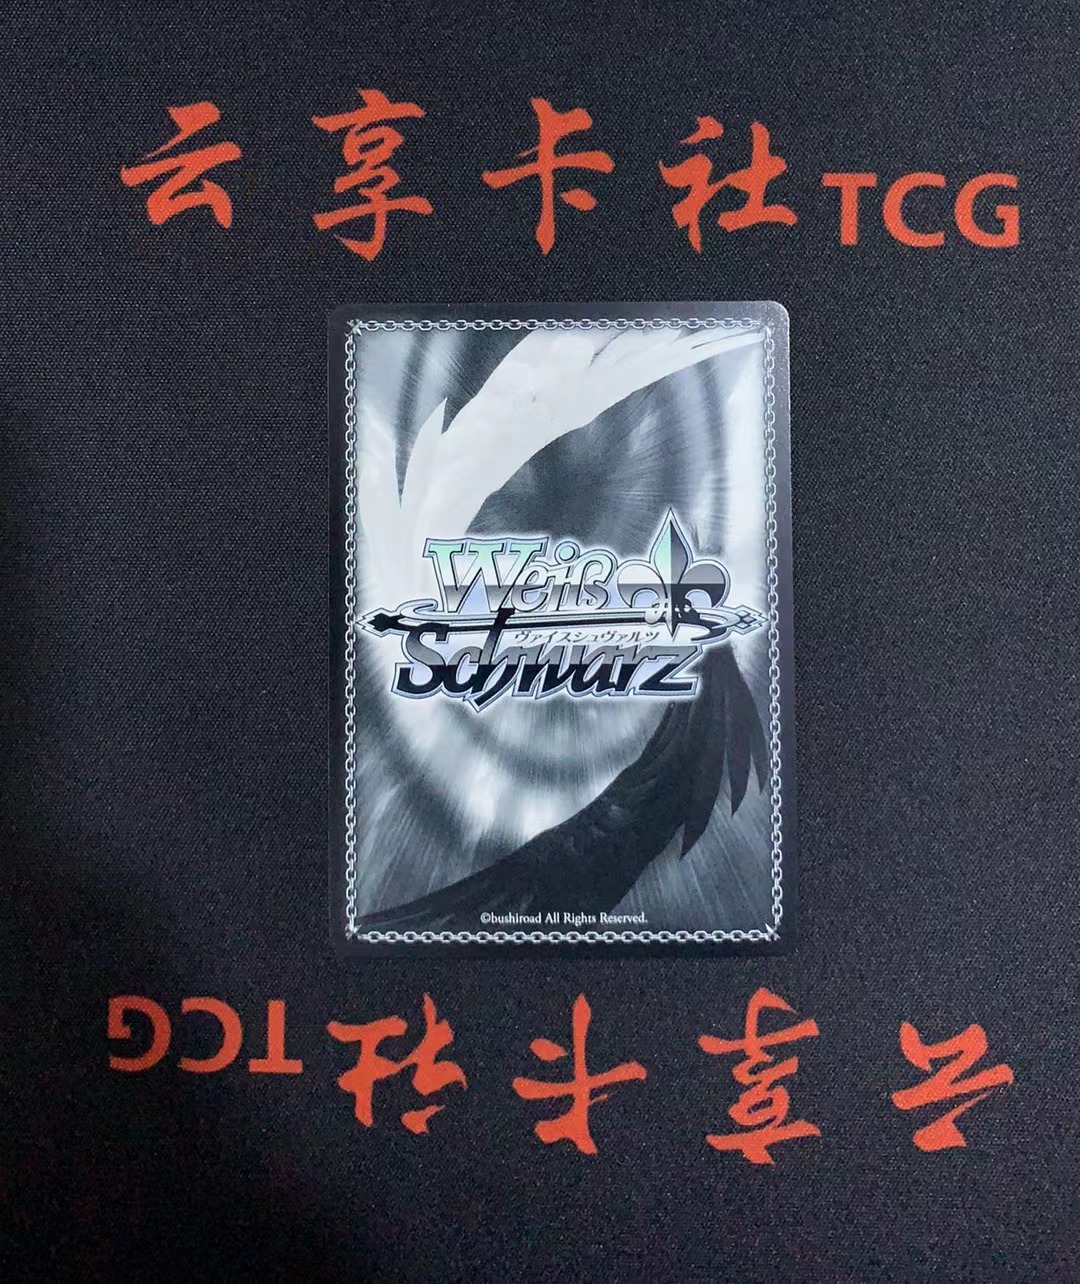 云享卡社TCG
Weiß
ヴァイスシュヴァルツ
Schwarz
©bushiroad All Rights Reserved.
云享卡社TCG